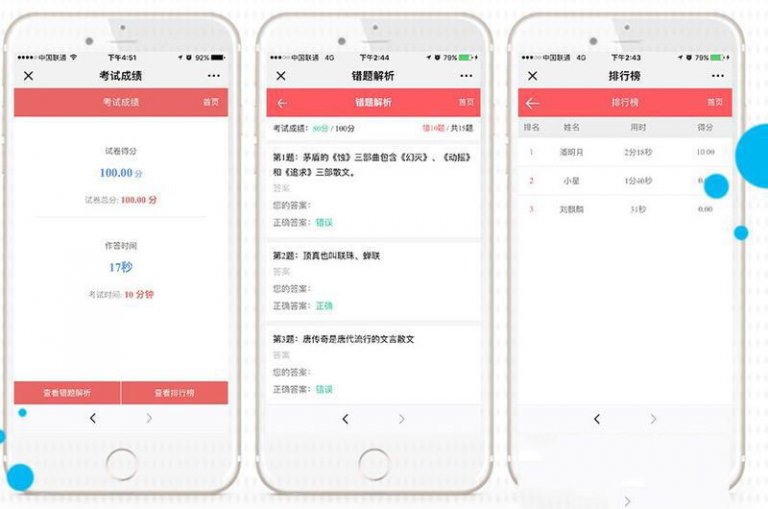 中国联通 下午4:51 92%
考试成绩
考试成绩 首页
试卷得分
100.00 分
试卷总分: 100.00 分
作答时间
17秒
考试时间: 10 分钟
查看错题解析 查看排行榜
中国联通 4G 下午2:44 79%
错题解析
错题解析 首页
考试成绩: 80分 / 100分 错10题 / 共15题
第1题: 茅盾的《蚀》三部曲包含《幻灭》、《动摇》
和《追求》三部散文。
答案
您的答案:
正确答案: 错误
第2题: 顶真也叫联珠、蝉联
答案
您的答案:
正确答案: 正确
第3题: 唐传奇是唐代流行的文言散文
答案
您的答案:
正确答案: 错误
中国联通 4G 下午2:43 79%
排行榜
排行榜 首页
排名 姓名 用时 得分
1 潘明月 2分18秒 10.00
2 小星 1分40秒
3 刘麒麟 31秒 0.00